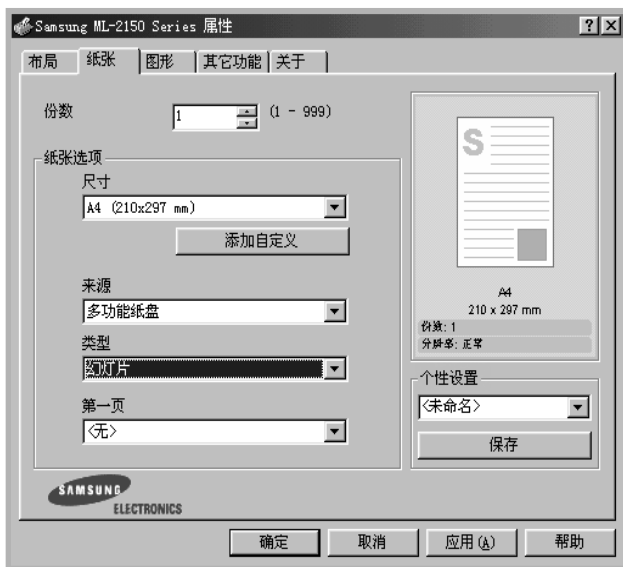 Samsung ML-2150 Series 属性
布局 纸张 图形 其它功能 关于
份数 1 (1 - 999)
纸张选项
尺寸
A4 (210x297 mm)
添加自定义
来源
多功能纸盘
类型
幻灯片
第一页
<无>
S
A4
210 x 297 mm
份数: 1
分辨率: 正常
个性设置
<未命名>
保存
SAMSUNG
ELECTRONICS
确定 取消 应用(A) 帮助